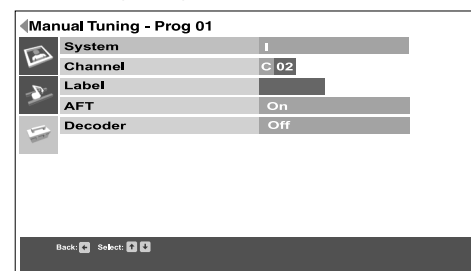 Manual Tuning - Prog 01
System I
Channel C 02
Label
AFT On
Decoder Off
Back: Select: